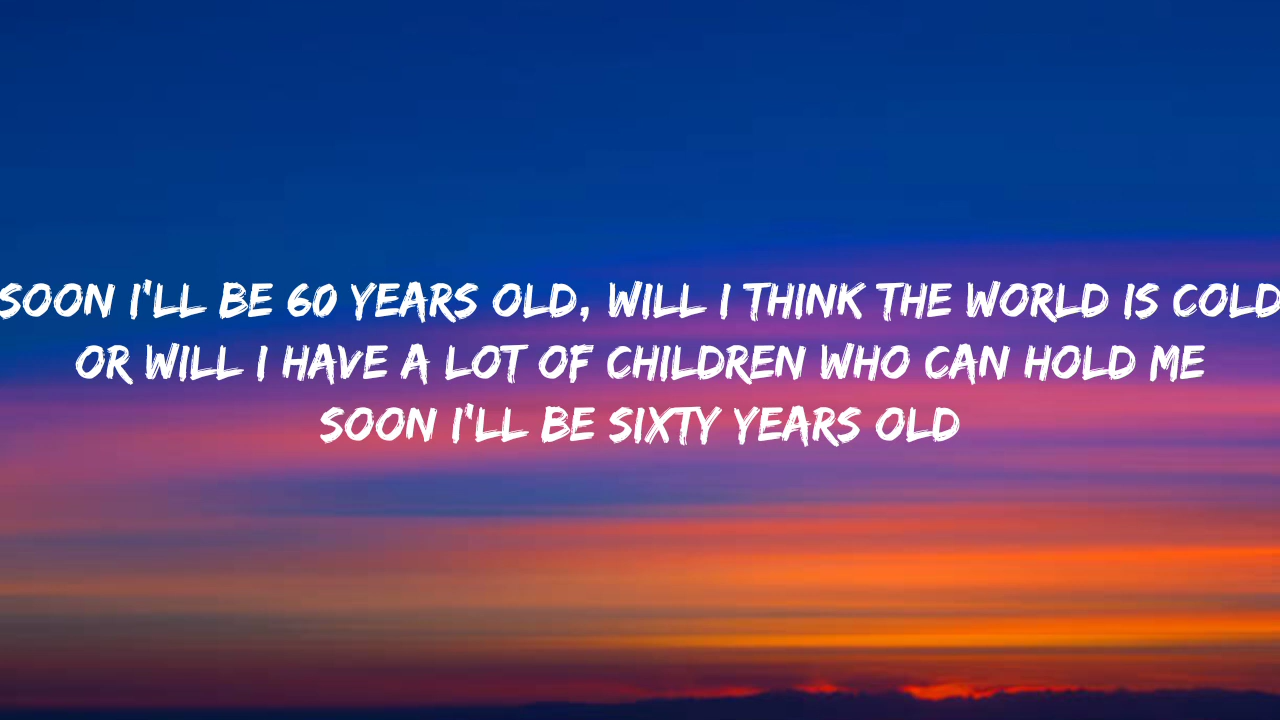 SOON I'LL BE 60 YEARS OLD, WILL I THINK THE WORLD IS COLD
OR WILL I HAVE A LOT OF CHILDREN WHO CAN HOLD ME
SOON I'LL BE SIXTY YEARS OLD